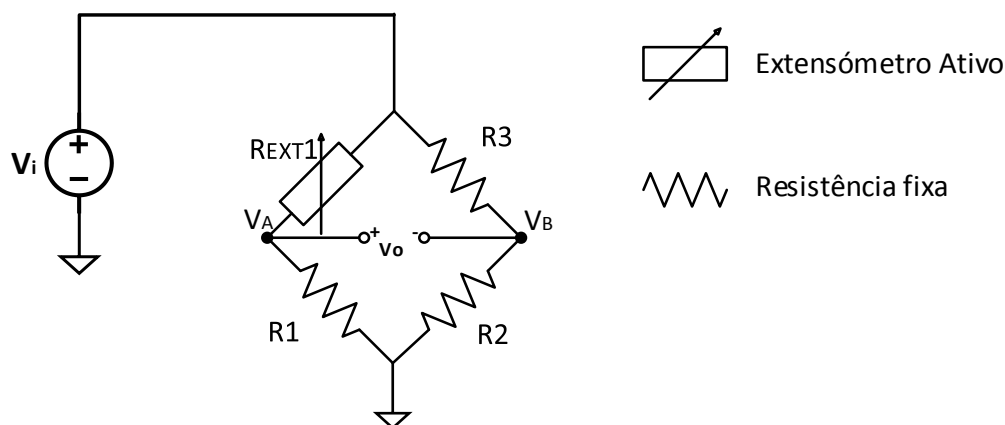 Extensómetro Ativo
REXT1
R3
+
Vi
-
Resistência fixa
VA
+
Vo
-
VB
R1
R2